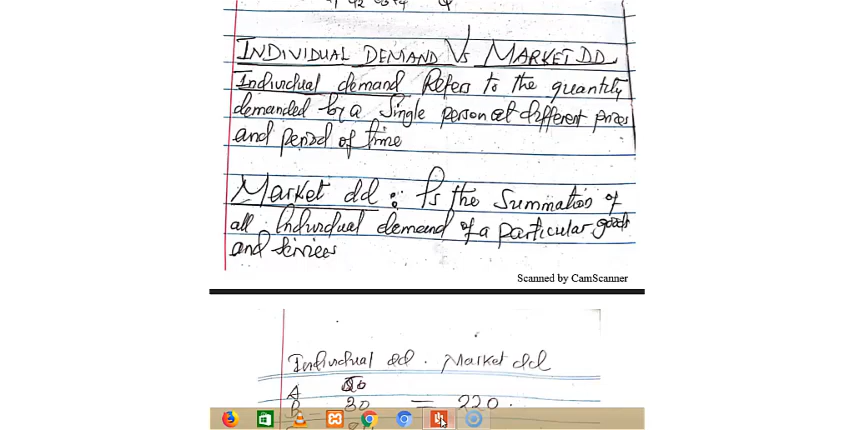 INDIVIDUAL DEMAND Vs MARKET DD
Individual demand Refers to the quantity
demanded by a Single person at different prices
and period of time
Market dd : Is the Summation of
all individual demand of a particular goods
and services
Scanned by CamScanner
Individual dd . Market dd
A
B 30 = 220 .